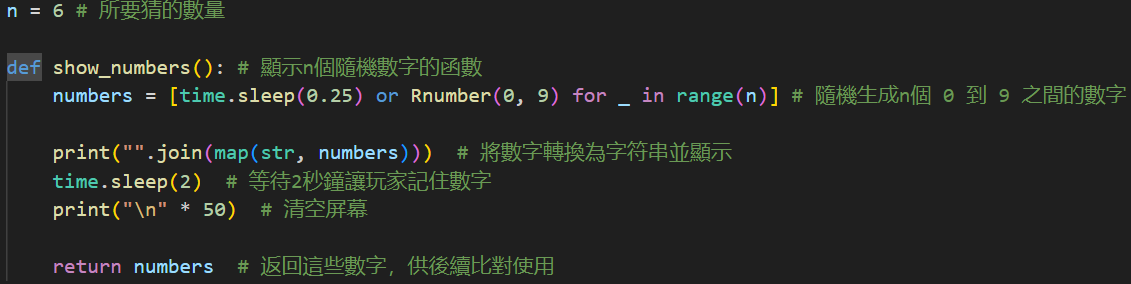 n = 6 # 所要猜的數量
def show_numbers(): # 顯示n個隨機數字的函數
    numbers = [time.sleep(0.25) or Rnumber(0, 9) for _ in range(n)] # 隨機生成n個 0 到 9 之間的數字
    print("".join(map(str, numbers)))  # 將數字轉換為字符串並顯示
    time.sleep(2)  # 等待2秒鐘讓玩家記住數字
    print("\n" * 50)  # 清空屏幕
    return numbers  # 返回這些數字, 供後續比對使用